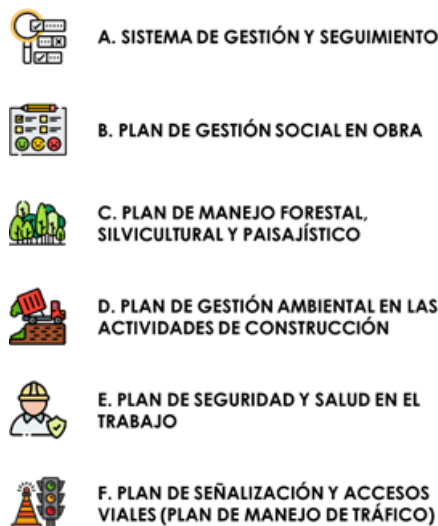 A. SISTEMA DE GESTIÓN Y SEGUIMIENTO
B. PLAN DE GESTIÓN SOCIAL EN OBRA
C. PLAN DE MANEJO FORESTAL,
SILVICULTURAL Y PAISAJÍSTICO
D. PLAN DE GESTIÓN AMBIENTAL EN LAS
ACTIVIDADES DE CONSTRUCCIÓN
E. PLAN DE SEGURIDAD Y SALUD EN EL
TRABAJO
F. PLAN DE SEÑALIZACIÓN Y ACCESOS
VIALES (PLAN DE MANEJO DE TRÁFICO)